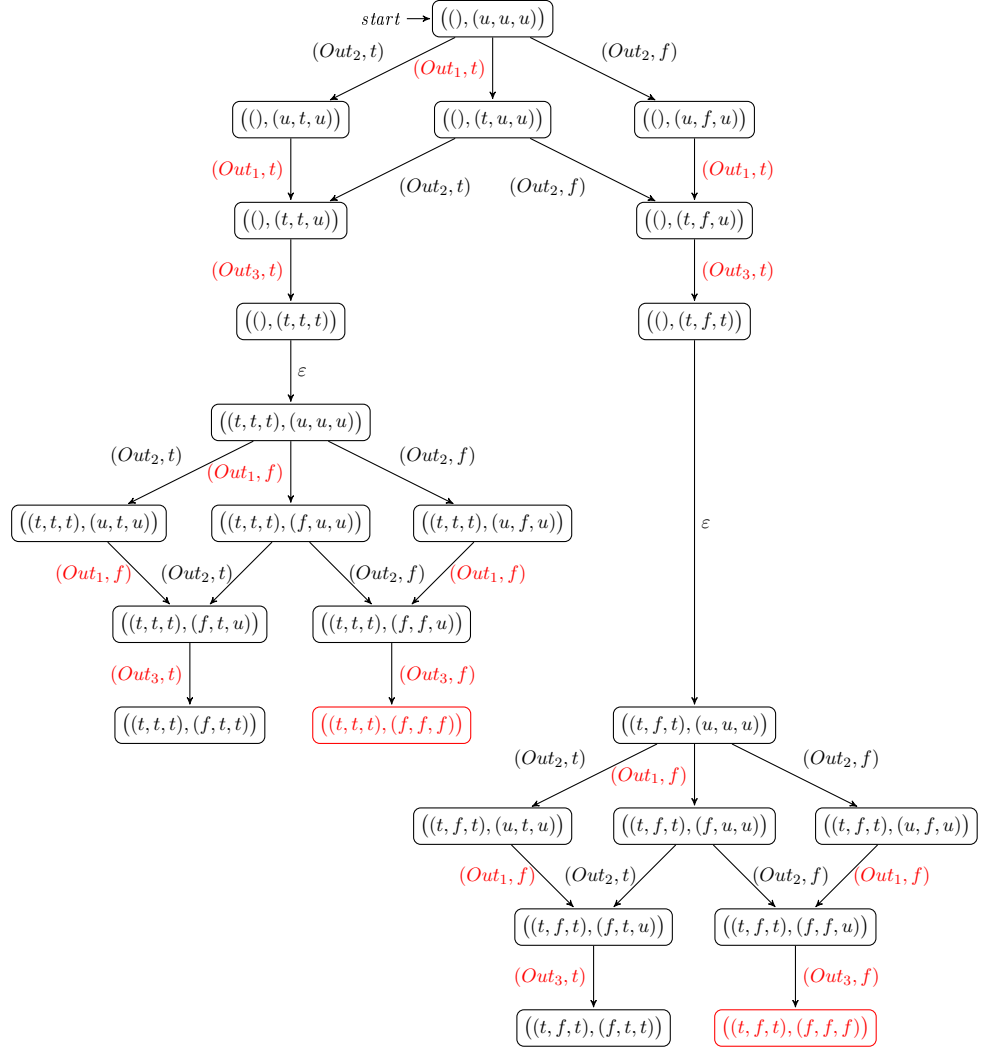 start
((), (u, u, u))
(Out₂, t)
(Out₁, t)
(Out₂, f)
((), (u, t, u))
((), (t, u, u))
((), (u, f, u))
(Out₁, t)
(Out₂, t)
(Out₂, f)
(Out₁, t)
((), (t, t, u))
((), (t, f, u))
(Out₃, t)
(Out₃, t)
((), (t, t, t))
((), (t, f, t))
ε
((t, t, t), (u, u, u))
(Out₂, t)
(Out₁, f)
(Out₂, f)
((t, t, t), (u, t, u))
((t, t, t), (f, u, u))
((t, t, t), (u, f, u))
ε
(Out₁, f)
(Out₂, t)
(Out₂, f)
(Out₁, f)
((t, t, t), (f, t, u))
((t, t, t), (f, f, u))
(Out₃, t)
(Out₃, f)
((t, t, t), (f, t, t))
((t, t, t), (f, f, f))
((t, f, t), (u, u, u))
(Out₂, t)
(Out₁, f)
(Out₂, f)
((t, f, t), (u, t, u))
((t, f, t), (f, u, u))
((t, f, t), (u, f, u))
(Out₁, f)
(Out₂, t)
(Out₂, f)
(Out₁, f)
((t, f, t), (f, t, u))
((t, f, t), (f, f, u))
(Out₃, t)
(Out₃, f)
((t, f, t), (f, t, t))
((t, f, t), (f, f, f))